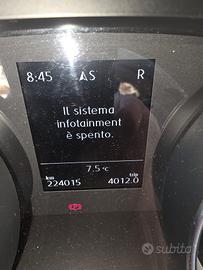 8:45 AS R
Il sistema
infotainment
è spento.
7.5 °C
km trip
224015 4012.0
subito